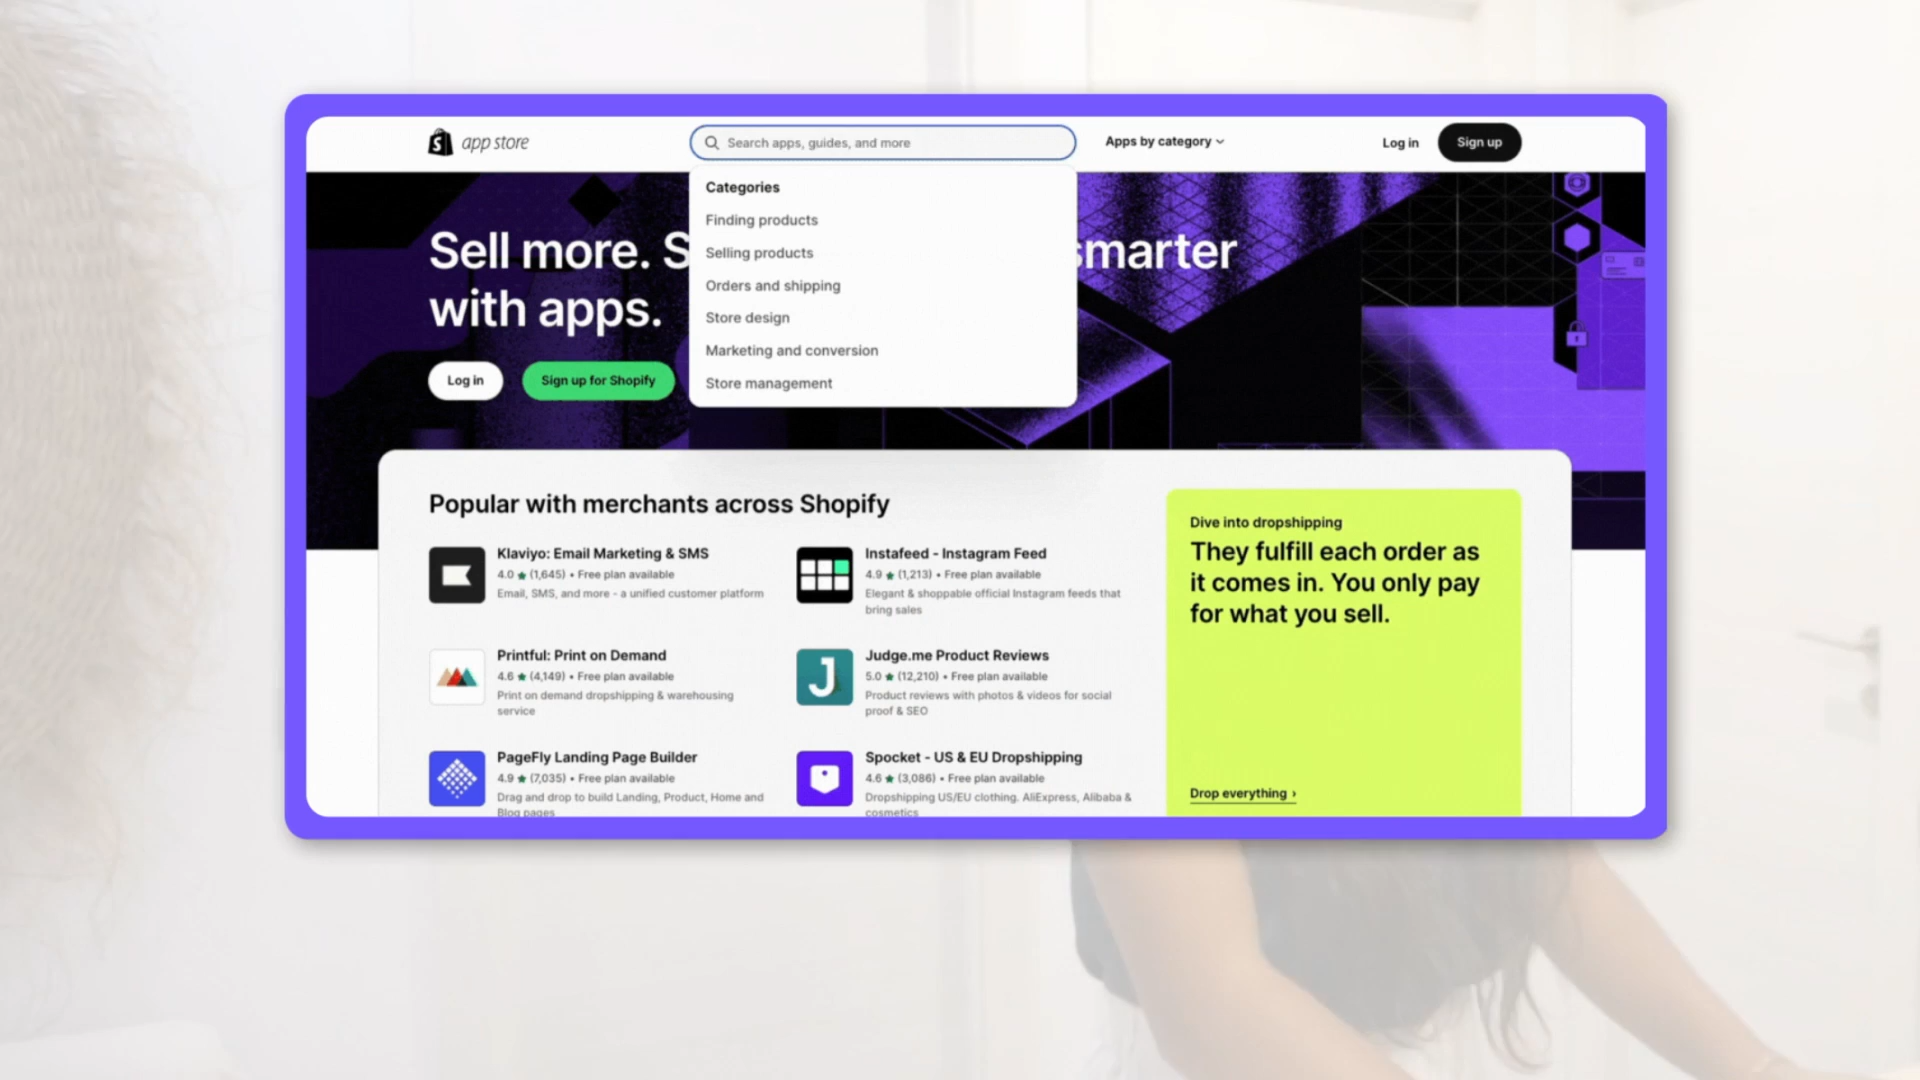 app store
Search apps, guides, and more
Apps by category
Log in
Sign up
Categories
Finding products
Selling products
Orders and shipping
Store design
Marketing and conversion
Store management
Sell more. S
smarter
with apps.
Log in
Sign up for Shopify
Popular with merchants across Shopify
Klaviyo: Email Marketing & SMS
4.0 ★ (1,645) • Free plan available
Email, SMS, and more - a unified customer platform
Instafeed - Instagram Feed
4.9 ★ (1,213) • Free plan available
Elegant & shoppable official Instagram feeds that
bring sales
Printful: Print on Demand
4.6 ★ (4,149) • Free plan available
Print on demand dropshipping & warehousing
service
Judge.me Product Reviews
5.0 ★ (12,210) • Free plan available
Product reviews with photos & videos for social
proof & SEO
PageFly Landing Page Builder
4.9 ★ (7,035) • Free plan available
Drag and drop to build Landing, Product, Home and
Blog pages
Spocket - US & EU Dropshipping
4.6 ★ (3,086) • Free plan available
Dropshipping US/EU clothing. AliExpress, Alibaba &
cosmetics
Dive into dropshipping
They fulfill each order as
it comes in. You only pay
for what you sell.
Drop everything ›